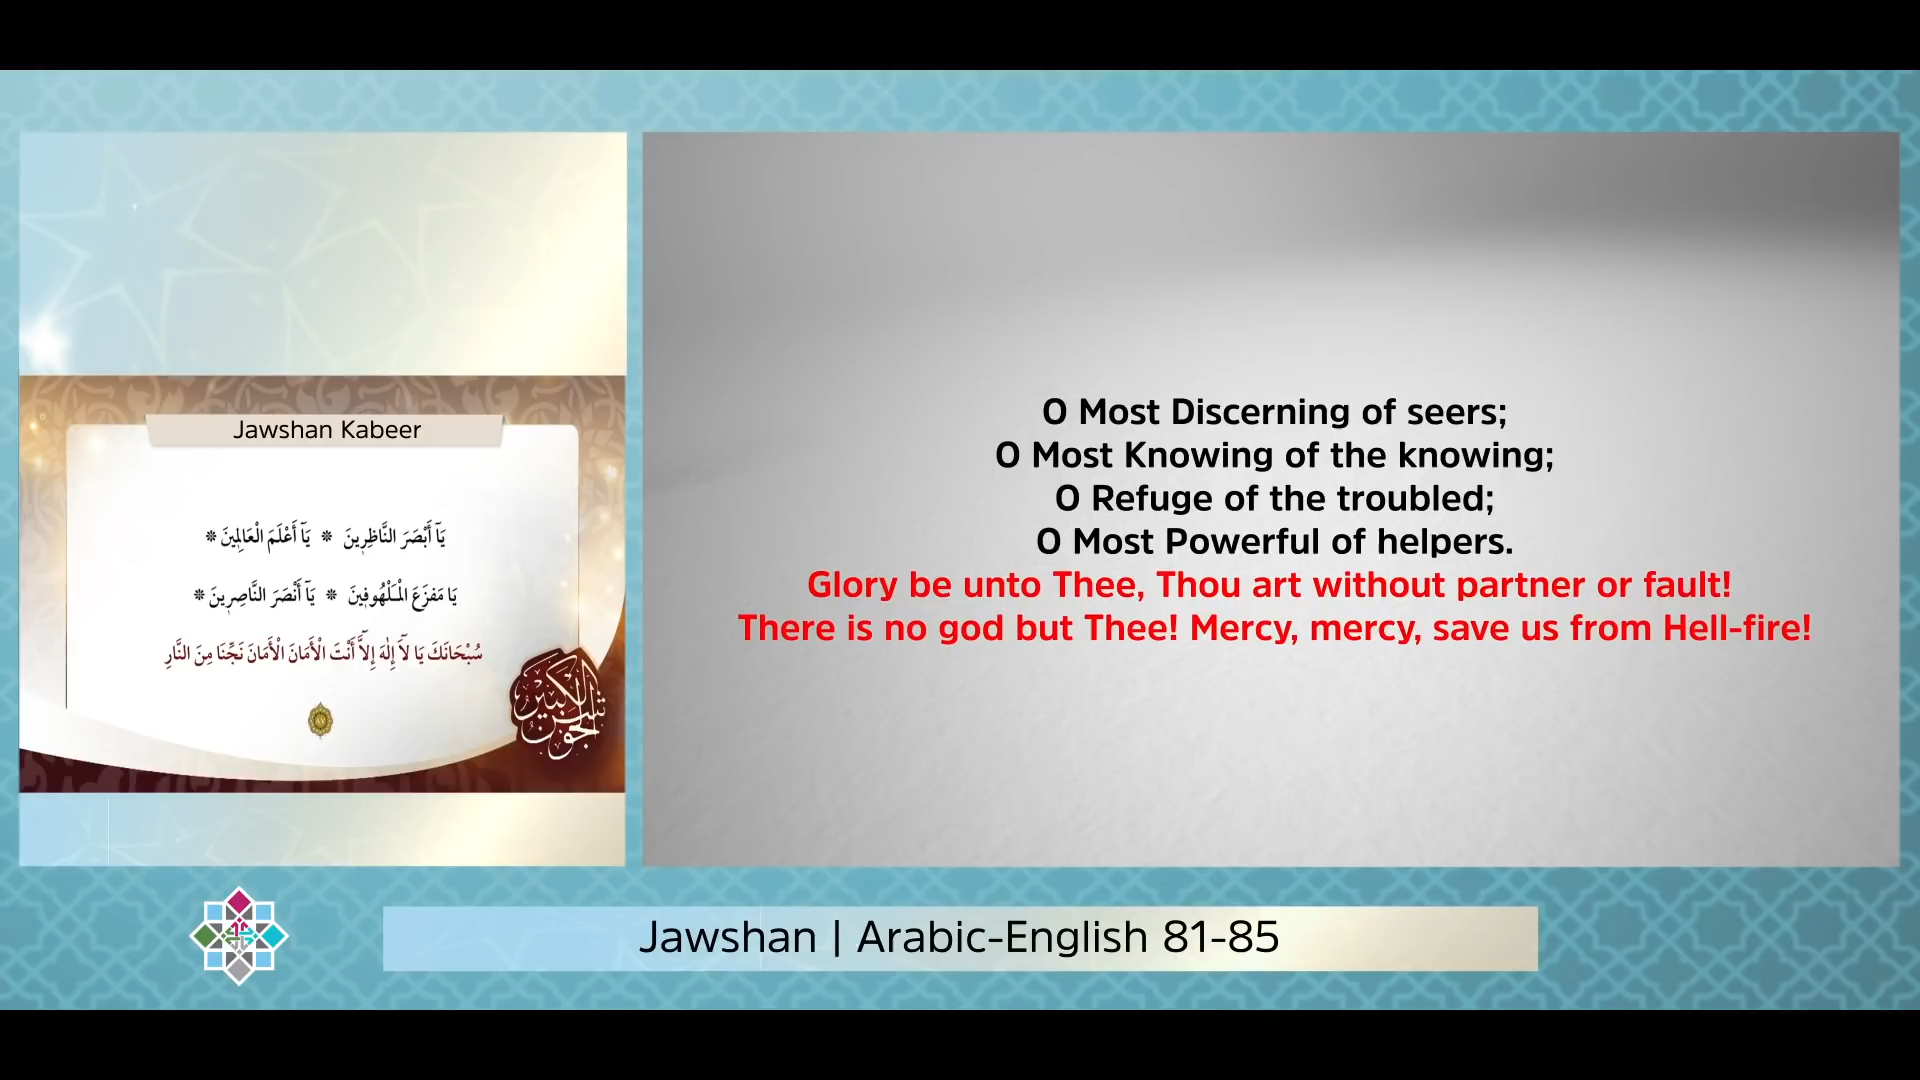 Jawshan Kabeer
يَٓا أَبْصَرَ النَّاظِرِينَ ❊ يَٓا أَعْلَمَ الْعَالِمِينَ ❊
يَا مَفْزَعَ الْمَلْهُوفِينَ ❊ يَٓا أَنْصَرَ النَّاصِرِينَ ❊
سُبْحَانَكَ يَا لَٓا إِلٰهَ إِلَّٓا أَنْتَ الْأَمَانَ الْأَمَانَ نَجِّنَا مِنَ النَّارِ
الجوشن الكبير
O Most Discerning of seers;
O Most Knowing of the knowing;
O Refuge of the troubled;
O Most Powerful of helpers.
Glory be unto Thee, Thou art without partner or fault!
There is no god but Thee! Mercy, mercy, save us from Hell-fire!
Jawshan | Arabic-English 81-85